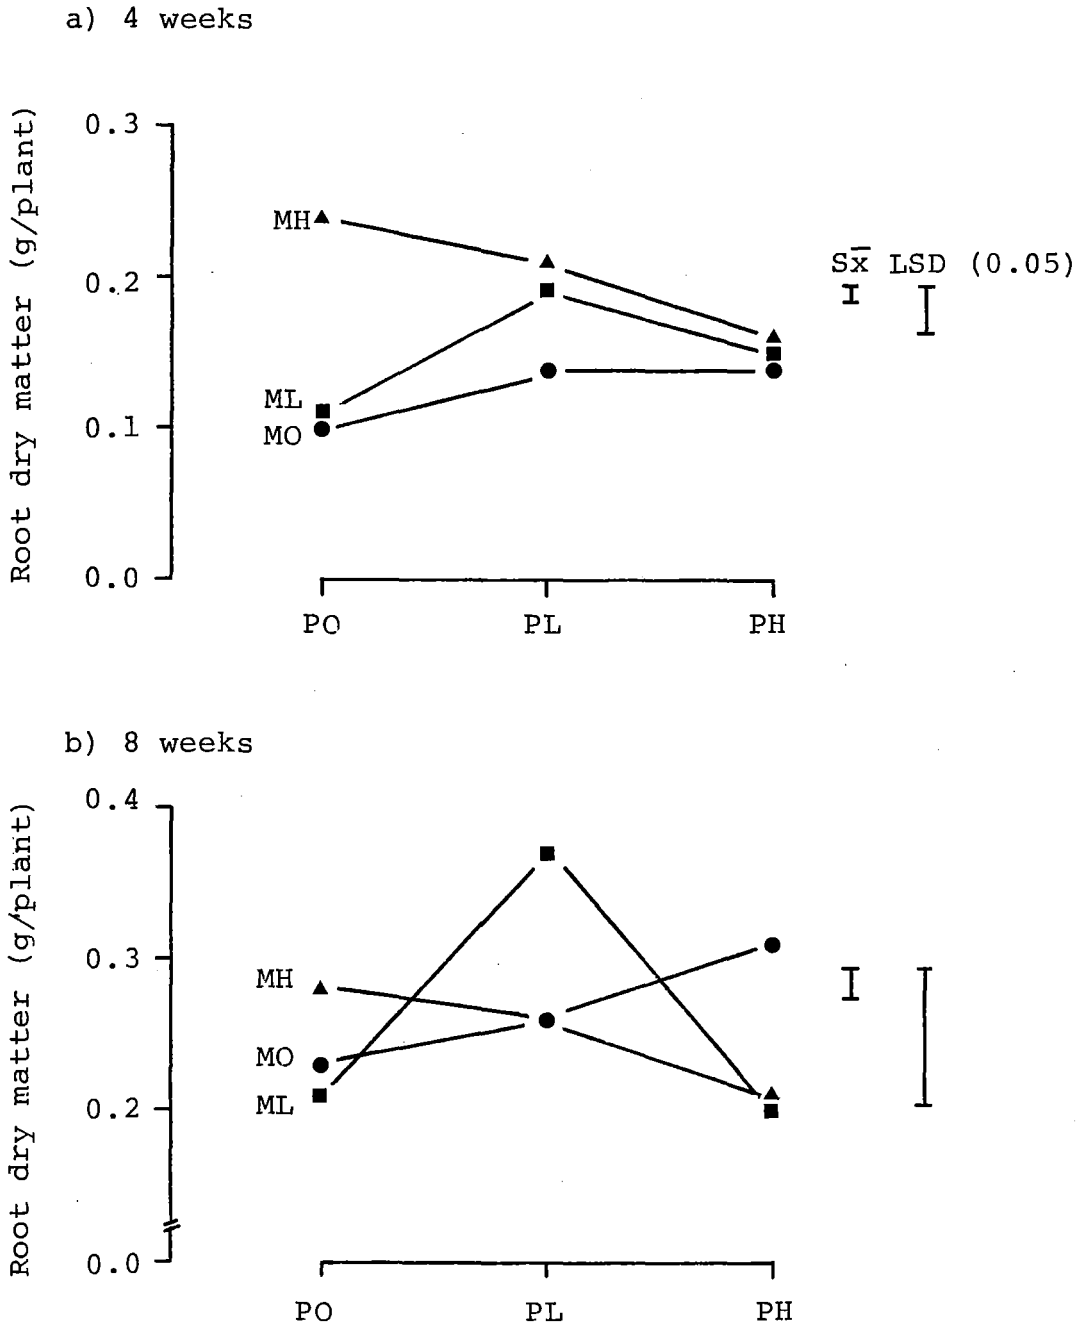 a) 4 weeks
Root dry matter (g/plant)
0.3
0.2
0.1
0.0
MH
ML
MO
Sx̅ LSD (0.05)
PO PL PH
b) 8 weeks
Root dry matter (g/plant)
0.4
0.3
0.2
0.0
MH
MO
ML
PO PL PH